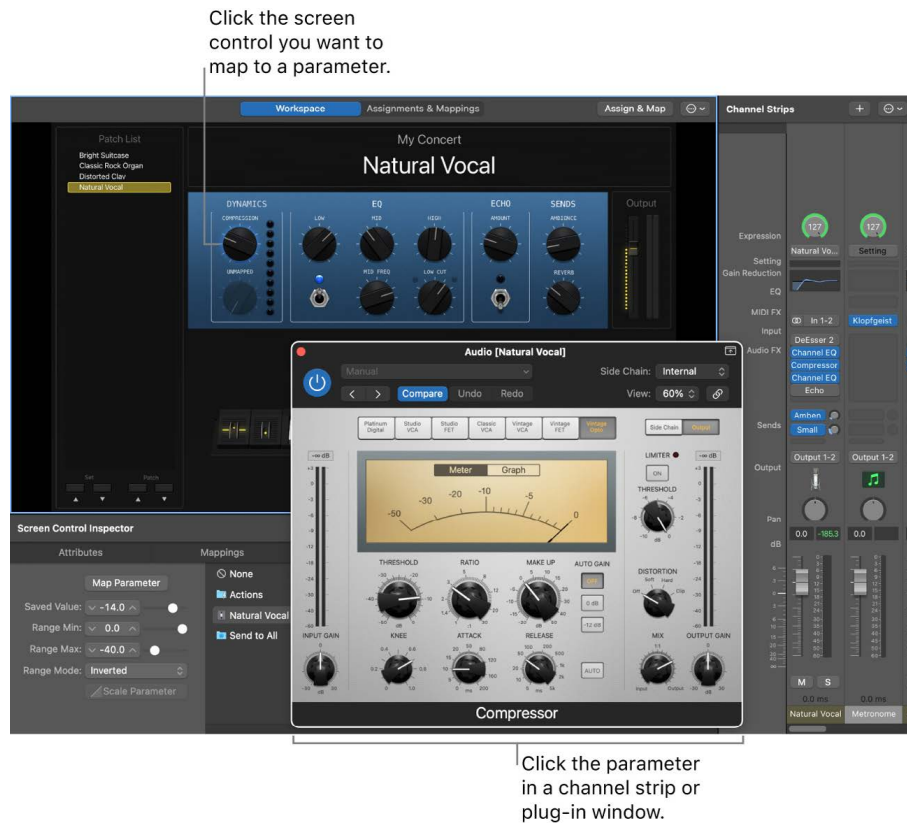 Click the screen
control you want to
map to a parameter.
Workspace
Assignments & Mappings
Assign & Map
Channel Strips
Patch List
Bright Suitcase
Classic Rock Organ
Distorted Clav
Natural Vocal
My Concert
Natural Vocal
DYNAMICS
EQ
ECHO
SENDS
Output
COMPRESSION
LOW
MID
HIGH
AMOUNT
AMBIENCE
UNMAPPED
MID FREQ
LOW CUT
REVERB
Set
Patch
Expression
Setting
Gain Reduction
EQ
MIDI FX
Input
Audio FX
Sends
Output
Pan
dB
127
127
Natural Vo...
Setting
In 1-2
Klopfgeist
DeEsser 2
Channel EQ
Compressor
Channel EQ
Echo
Amben
Small
Output 1-2
Output 1-2
0.0
-185.3
0.0
M
S
0.0 ms
0.0 ms
Natural Vocal
Metronome
Audio [Natural Vocal]
Manual
Side Chain:
Internal
Compare
Undo
Redo
View:
60%
Platinum
Digital
Studio
VCA
Studio
FET
Classic
VCA
Vintage
VCA
Vintage
FET
Vintage
Opto
Side Chain
Output
Meter
Graph
-50
-30
-20
-10
-5
0
LIMITER
ON
THRESHOLD
THRESHOLD
RATIO
MAKE UP
AUTO GAIN
OFF
0 dB
-12 dB
DISTORTION
Soft
Hard
Off
Clip
INPUT GAIN
KNEE
ATTACK
RELEASE
AUTO
MIX
OUTPUT GAIN
1:1
Input
Output
Compressor
Screen Control Inspector
Attributes
Mappings
Map Parameter
Saved Value:
-14.0
Range Min:
0.0
Range Max:
-40.0
Range Mode:
Inverted
Scale Parameter
None
Actions
Natural Vocal
Send to All
Click the parameter
in a channel strip or
plug-in window.